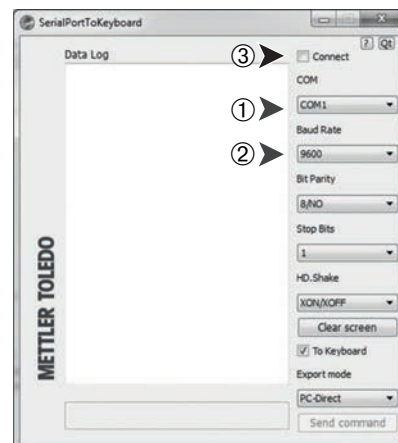 SerialPortToKeyboard
? Qt
Data Log
③ Connect
COM
① COM1
Baud Rate
② 9600
Bit Parity
8/NO
Stop Bits
1
HD.Shake
XON/XOFF
Clear screen
To Keyboard
Export mode
PC-Direct
Send command
METTLER TOLEDO